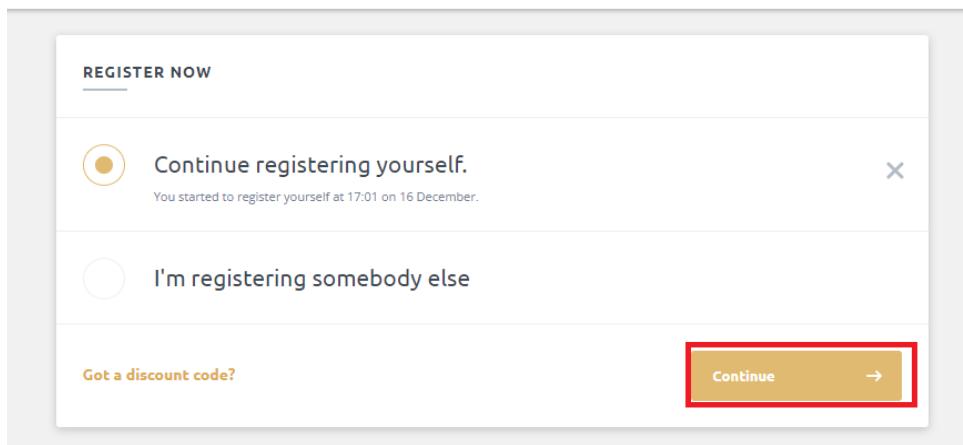 REGISTER NOW
Continue registering yourself.
You started to register yourself at 17:01 on 16 December.
I'm registering somebody else
Got a discount code?
Continue